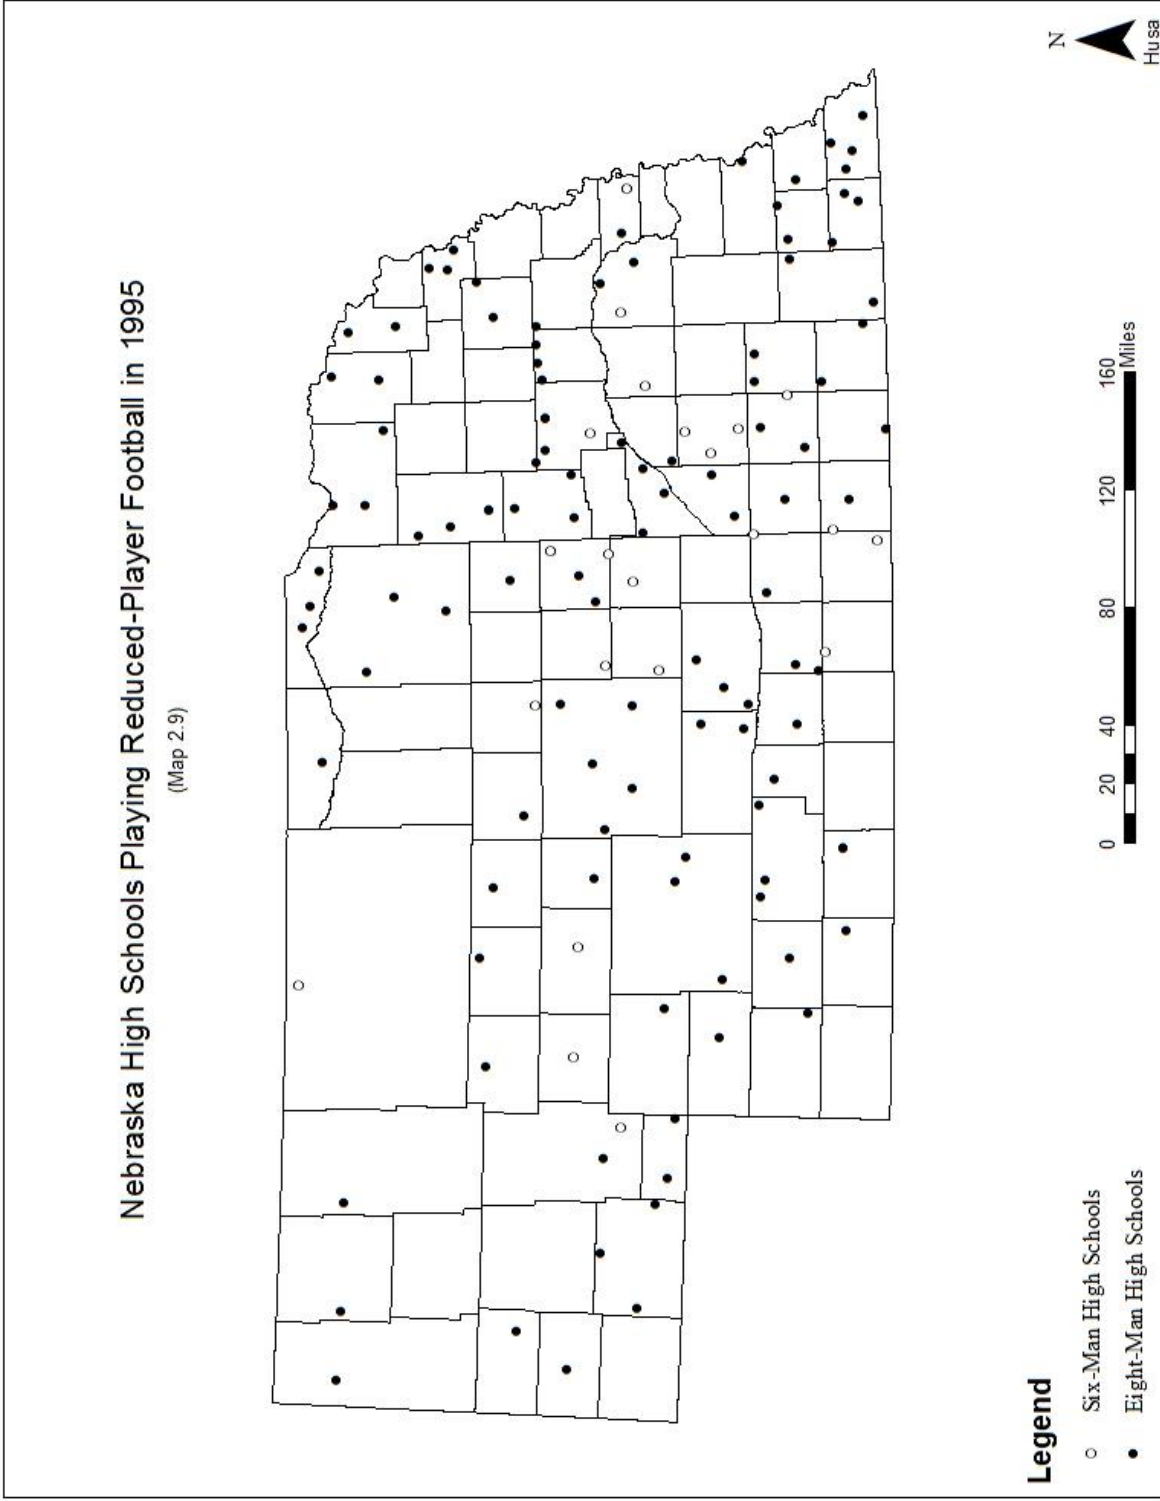 Nebraska High Schools Playing Reduced-Player Football in 1995
(Map 2.9)
Legend
Six-Man High Schools
Eight-Man High Schools
0 20 40 80 120 160
Miles
N
Husa